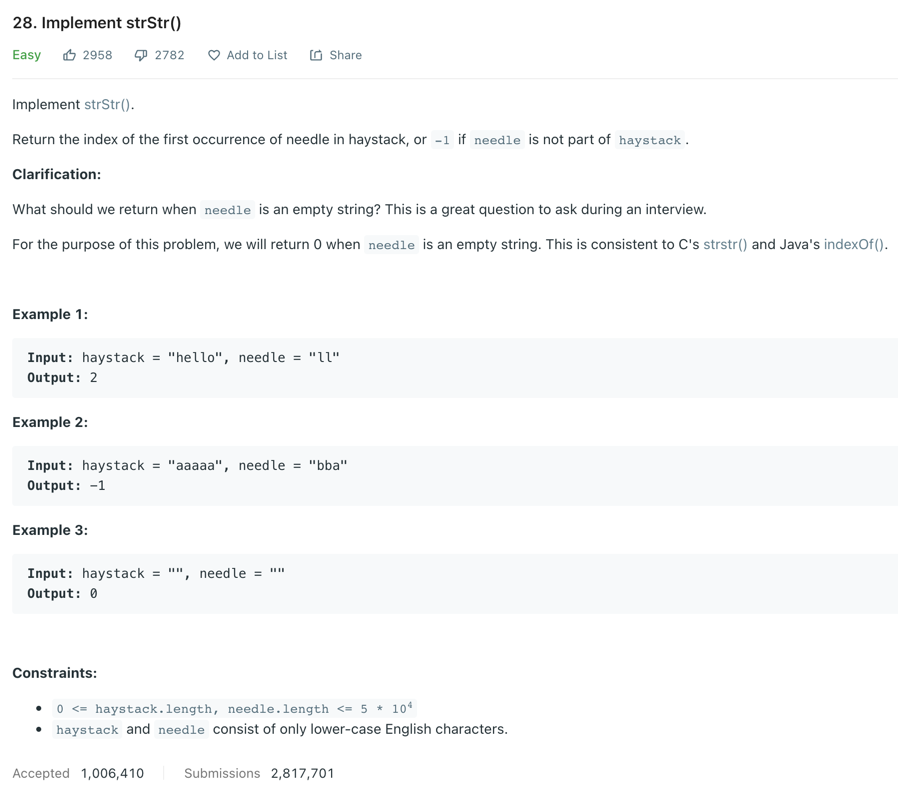 28. Implement strStr()
Easy 2958 2782 Add to List Share
Implement strStr().
Return the index of the first occurrence of needle in haystack, or -1 if needle is not part of haystack.
Clarification:
What should we return when needle is an empty string? This is a great question to ask during an interview.
For the purpose of this problem, we will return 0 when needle is an empty string. This is consistent to C's strstr() and Java's indexOf().
Example 1:
Input: haystack = "hello", needle = "ll"
Output: 2
Example 2:
Input: haystack = "aaaaa", needle = "bba"
Output: -1
Example 3:
Input: haystack = "", needle = ""
Output: 0
Constraints:
• 0 <= haystack.length, needle.length <= 5 * 10⁴
• haystack and needle consist of only lower-case English characters.
Accepted 1,006,410 Submissions 2,817,701